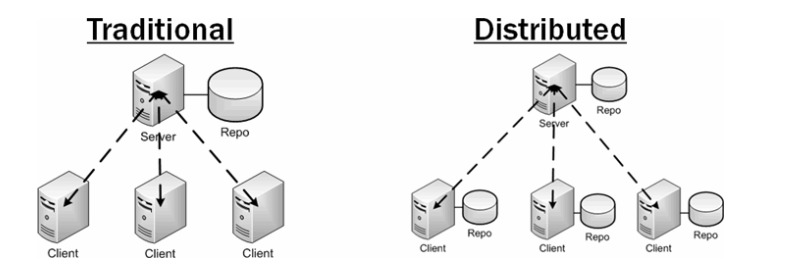 Traditional
Distributed
Server
Repo
Client
Client
Client
Server
Repo
Client
Repo
Client
Repo
Client
Repo